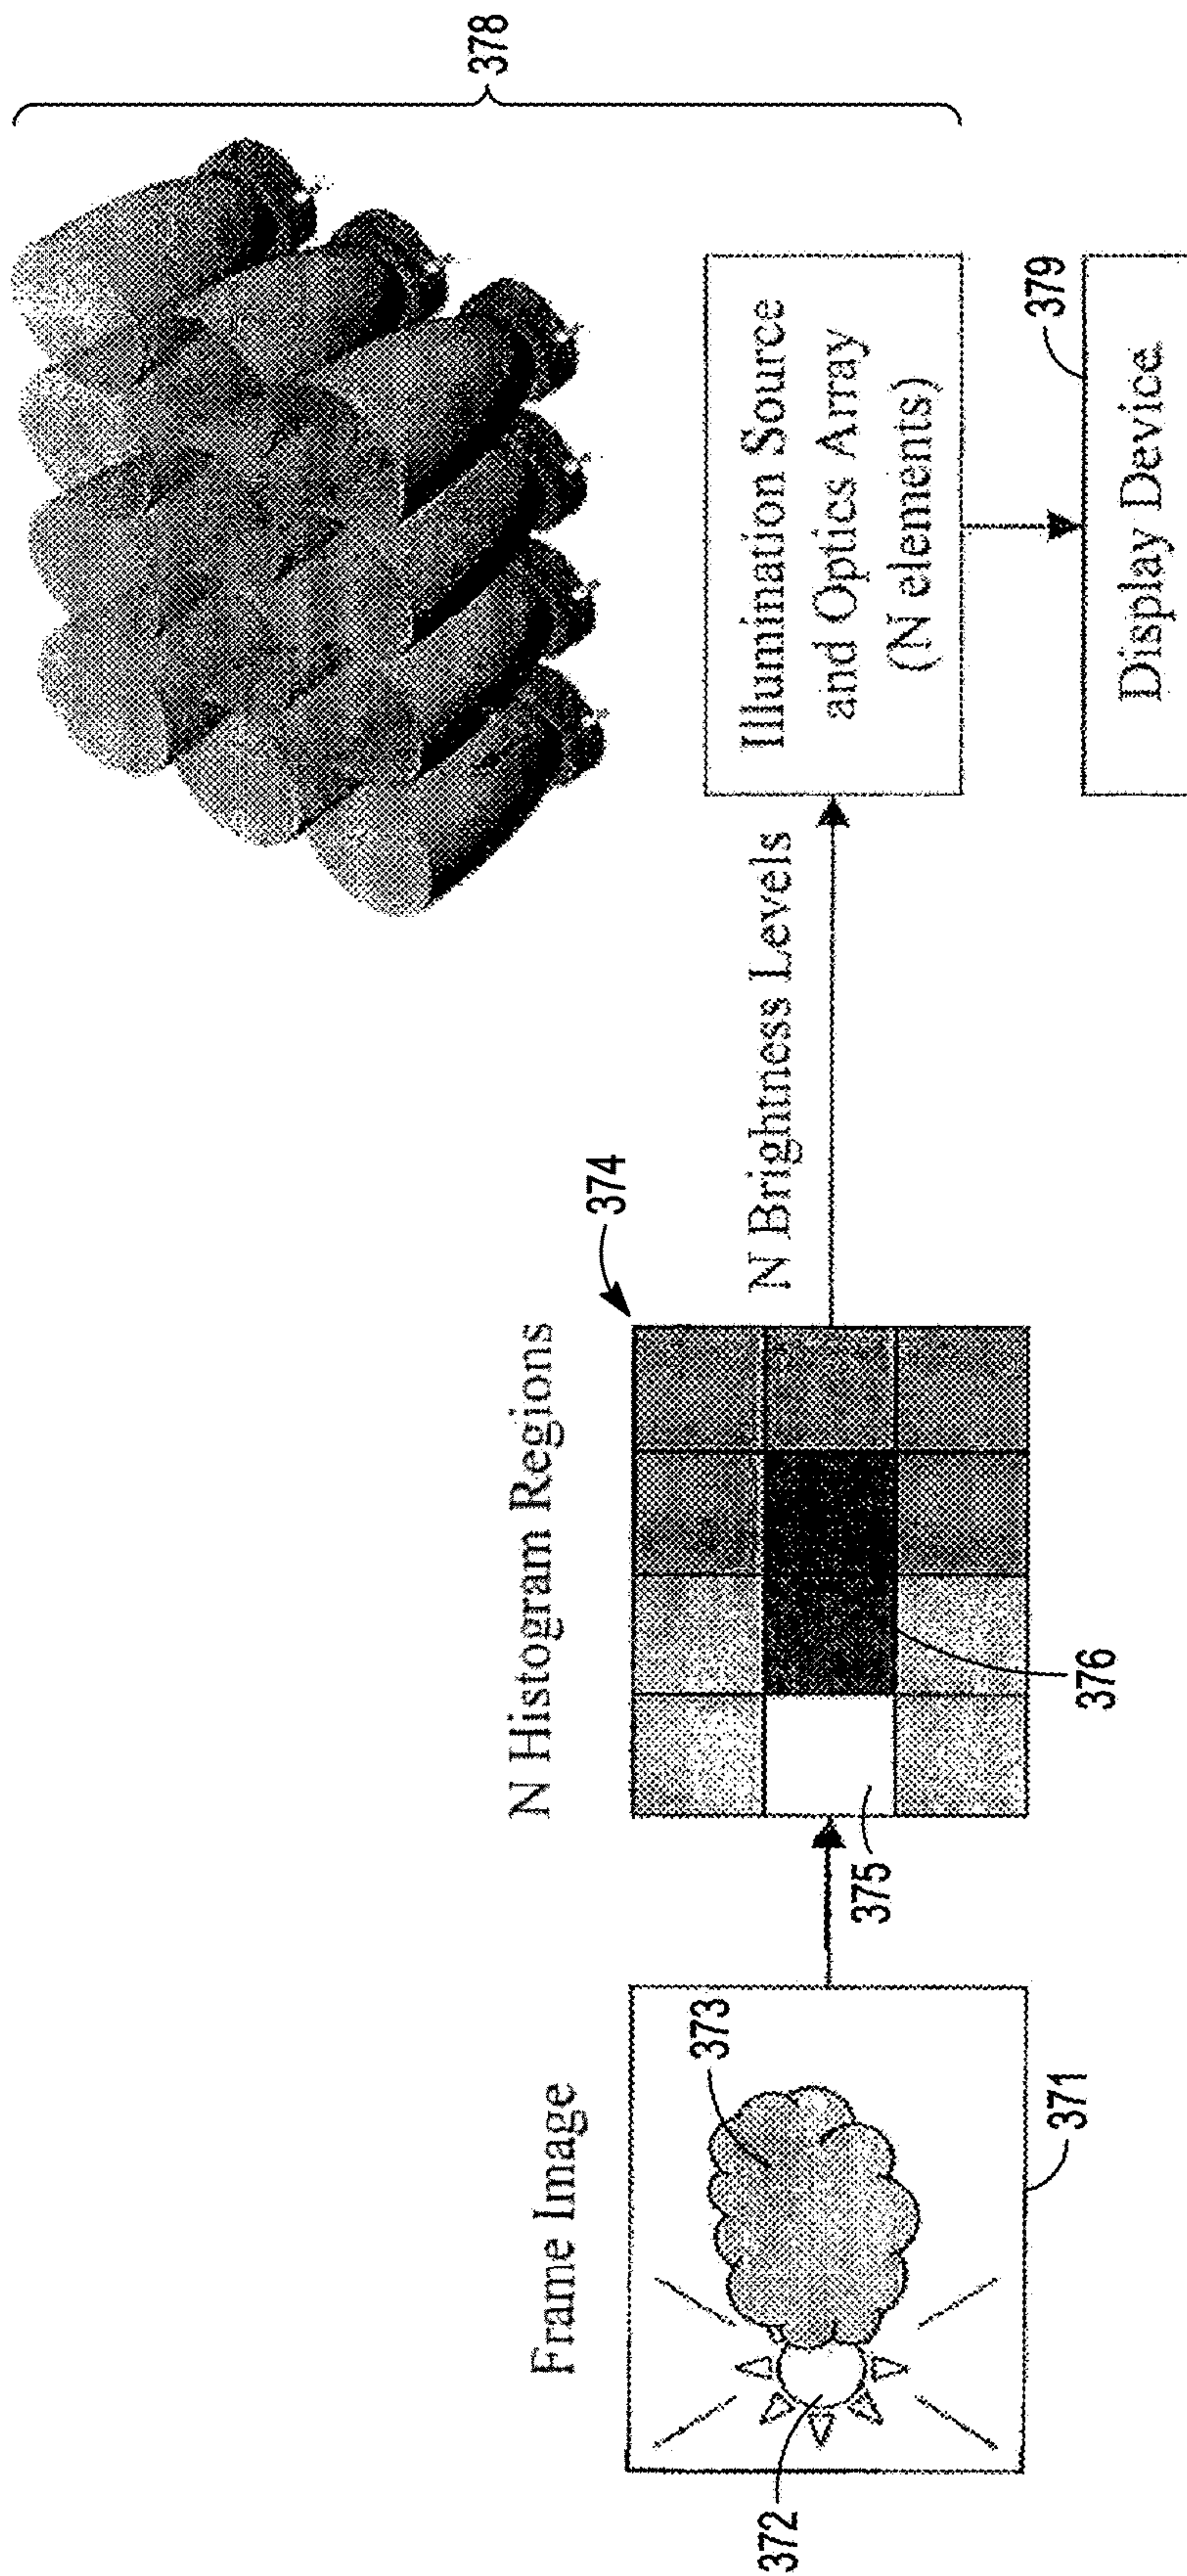 Frame Image
372
373
371
N Histogram Regions
374
375
376
N Brightness Levels
378
Illumination Source
and Optics Array
(N elements)
379
Display Device